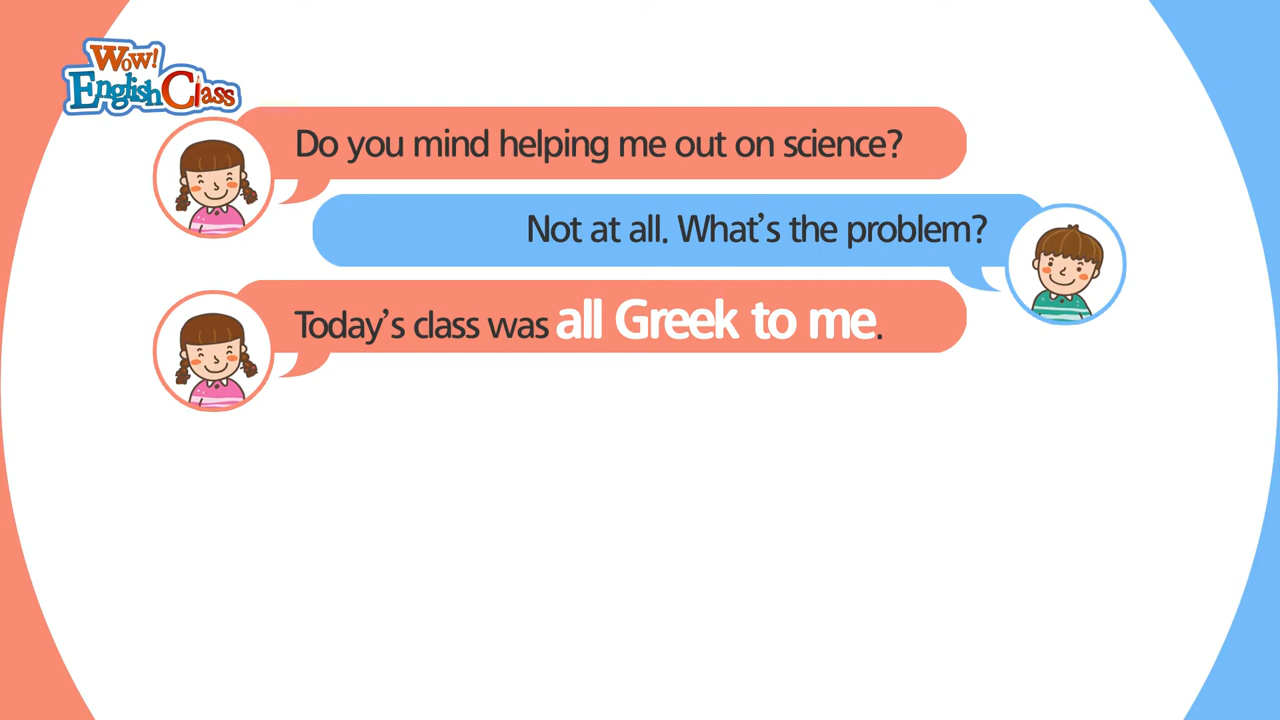 Wow!
English Class
Do you mind helping me out on science?
Not at all. What's the problem?
Today's class was all Greek to me.